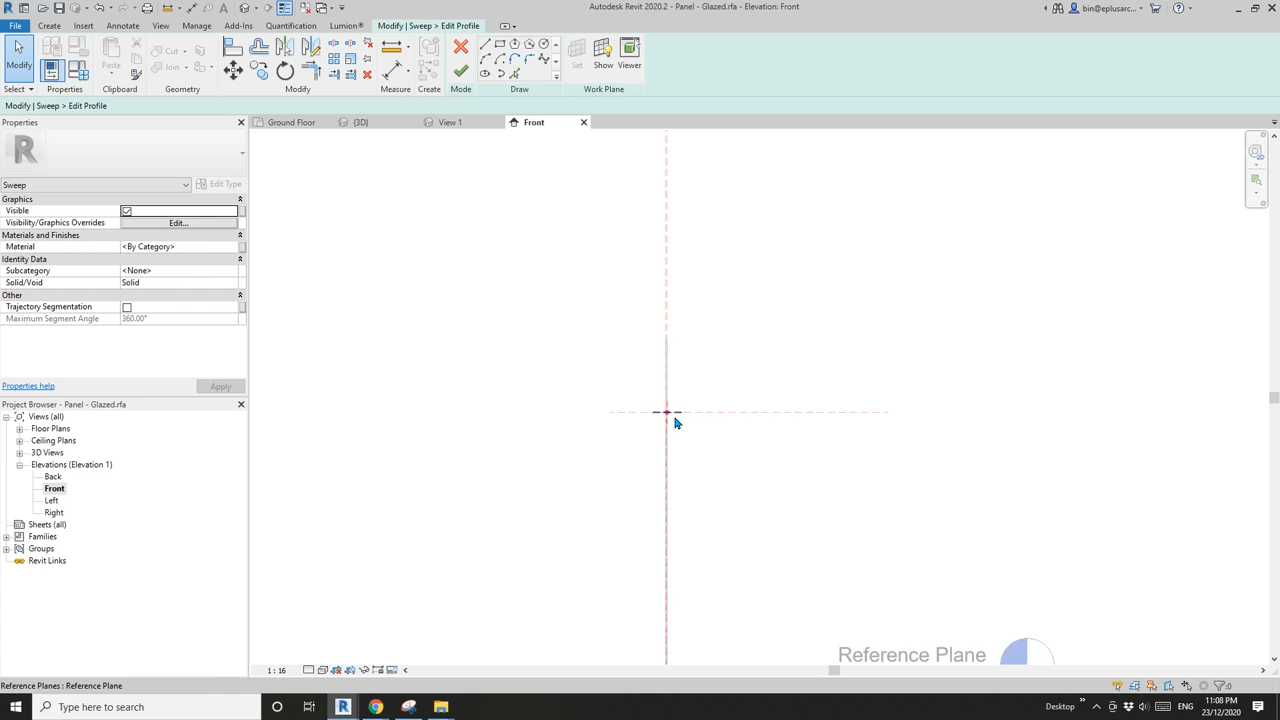 Autodesk Revit 2020.2 - Panel - Glazed.rfa - Elevation: Front
bin@eplusarc...
File Create Insert Annotate View Manage Add-Ins Quantification Lumion® Modify | Sweep > Edit Profile
Modify Paste Cut Join Set Show Viewer
Select Properties Clipboard Geometry Modify Measure Create Mode Draw Work Plane
Modify | Sweep > Edit Profile
Properties
Ground Floor {3D} View 1 Front
R
Sweep Edit Type
Graphics
Visible
Visibility/Graphics Overrides Edit...
Materials and Finishes
Material <By Category>
Identity Data
Subcategory <None>
Solid/Void Solid
Other
Trajectory Segmentation
Maximum Segment Angle 360.00°
Properties help Apply
Project Browser - Panel - Glazed.rfa
Views (all)
Floor Plans
Ceiling Plans
3D Views
Elevations (Elevation 1)
Back
Front
Left
Right
Sheets (all)
Families
Groups
Revit Links
Reference Plane
1 : 16
Reference Planes : Reference Plane
:0
Type here to search
Desktop
ENG
11:08 PM
23/12/2020